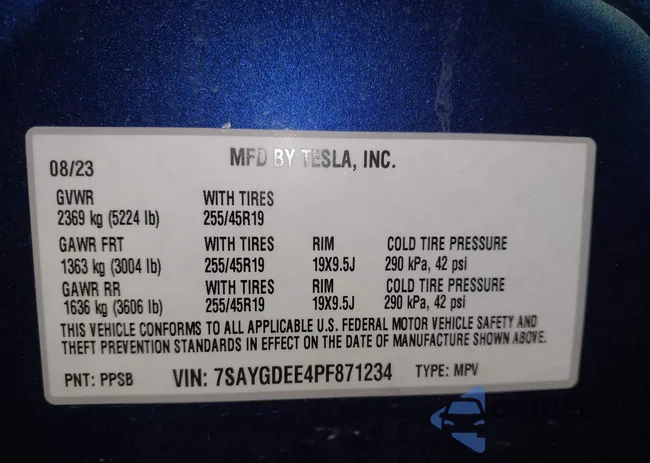 08/23 MFD BY TESLA, INC.
GVWR WITH TIRES
2369 kg (5224 lb) 255/45R19
GAWR FRT WITH TIRES RIM COLD TIRE PRESSURE
1363 kg (3004 lb) 255/45R19 19X9.5J 290 kPa, 42 psi
GAWR RR WITH TIRES RIM COLD TIRE PRESSURE
1636 kg (3606 lb) 255/45R19 19X9.5J 290 kPa, 42 psi
THIS VEHICLE CONFORMS TO ALL APPLICABLE U.S. FEDERAL MOTOR VEHICLE SAFETY AND
THEFT PREVENTION STANDARDS IN EFFECT ON THE DATE OF MANUFACTURE SHOWN ABOVE.
PNT: PPSB VIN: 7SAYGDEE4PF871234 TYPE: MPV